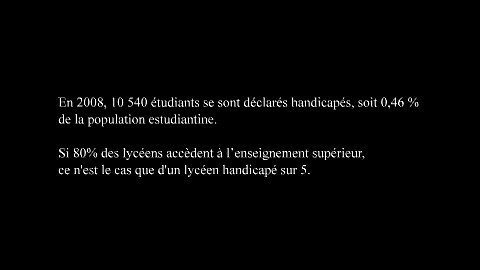 En 2008, 10 540 étudiants se sont déclarés handicapés, soit 0,46 %
de la population estudiantine.
Si 80% des lycéens accèdent à l’enseignement supérieur,
ce n'est le cas que d'un lycéen handicapé sur 5.